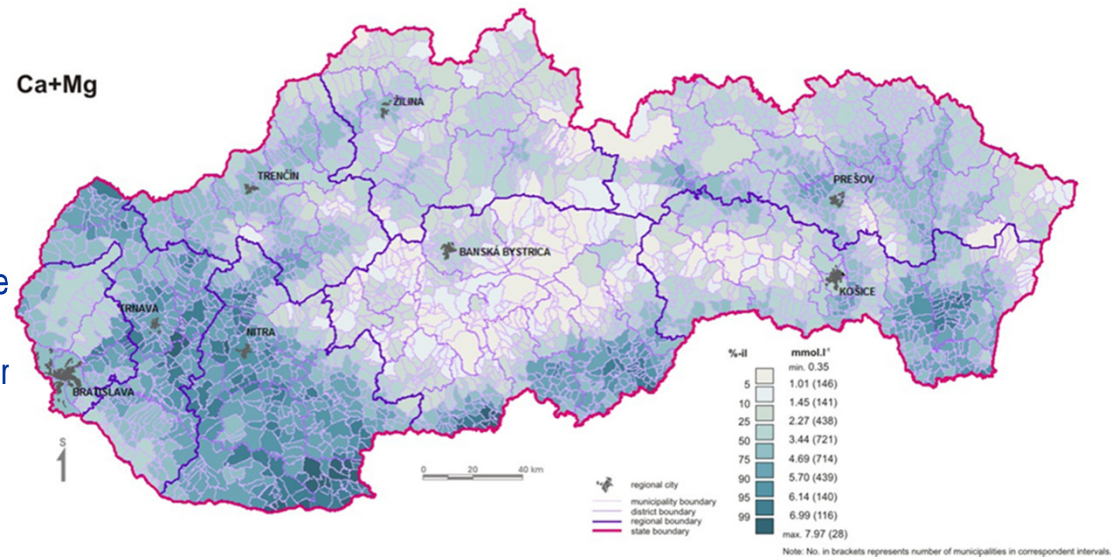 Ca+Mg
ŽILINA
TRENČÍN
PREŠOV
BANSKÁ BYSTRICA
KOŠICE
TRNAVA
NITRA
BRATISLAVA
S
0 20 40 km
regional city
municipality boundary
district boundary
regional boundary
state boundary
%-il mmol.l⁻¹
min. 0.35
5 1.01 (146)
10 1.45 (141)
25 2.27 (438)
50 3.44 (721)
75 4.69 (714)
90 5.70 (439)
95 6.14 (140)
99 6.99 (116)
max. 7.97 (28)
Note: No. in brackets represents number of municipalities in correspondent intervals.
e
r